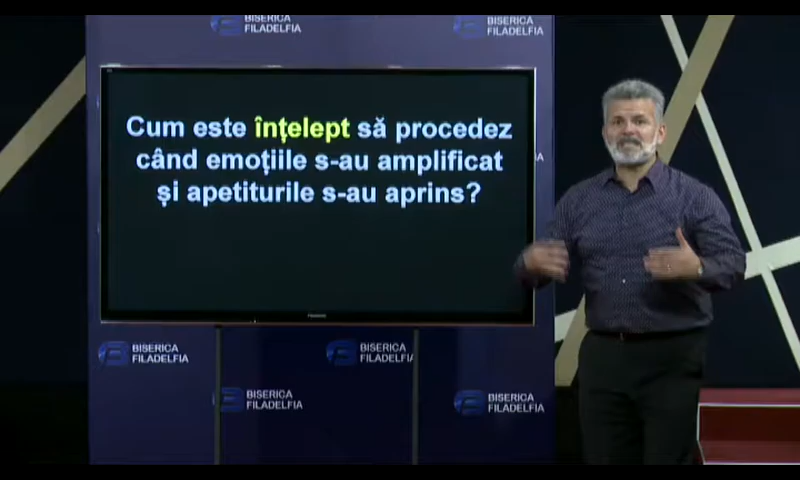 BISERICA
FILADELFIA
BISERICA
FILADELFIA
Cum este înțelept să procedez
când emoțiile s-au amplificat
și apetiturile s-au aprins?
BISERICA
FILADELFIA
BISERICA
FILADELFIA
BISERICA
FILADELFIA
BISERICA
FILADELFIA